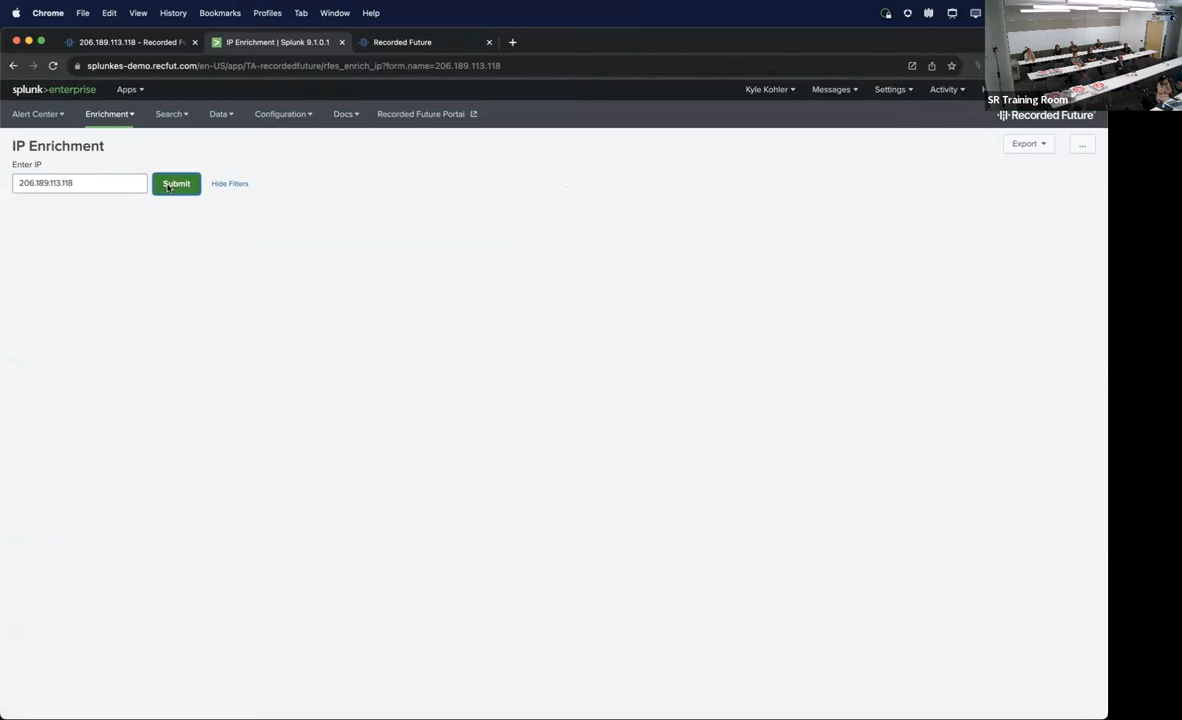 Chrome File Edit View History Bookmarks Profiles Tab Window Help
206.189.113.118 - Recorded Fu IP Enrichment | Splunk 9.1.0.1 Recorded Future
splunkes-demo.recfut.com/en-US/app/TA-recordedfuture/rfes_enrich_ip?form.name=206.189.113.118
splunk>enterprise Apps Kyle Kohler Messages Settings Activity
SR Training Room
Alert Center Enrichment Search Data Configuration Docs Recorded Future Portal Recorded Future
IP Enrichment Export ...
Enter IP
206.189.113.118 Submit Hide Filters